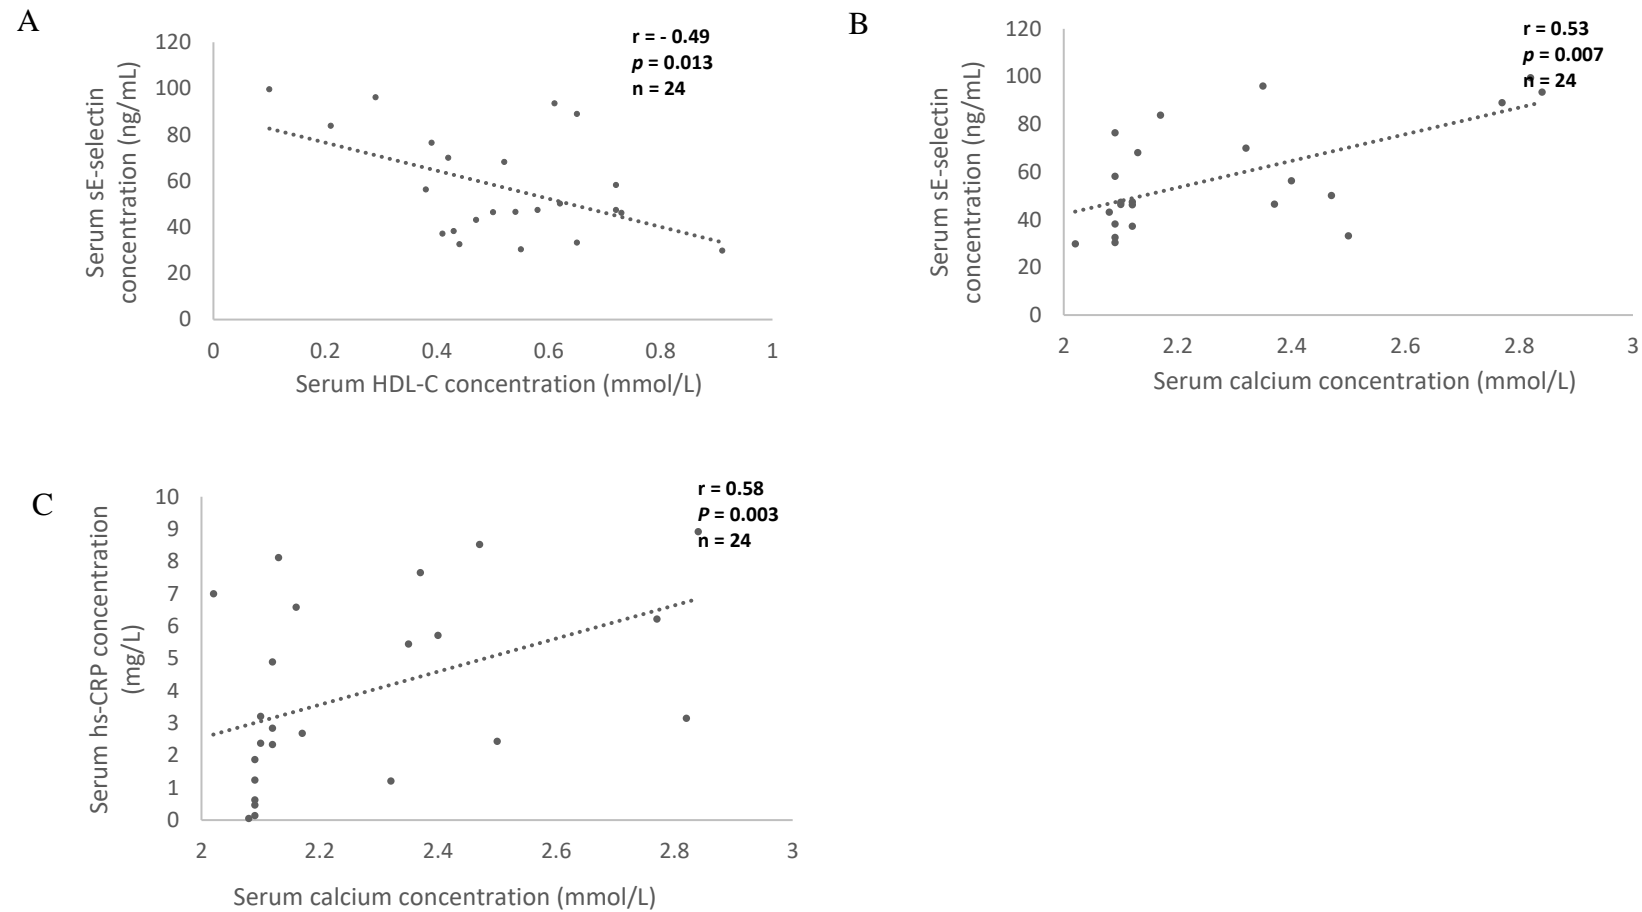 A
r = - 0.49
p = 0.013
n = 24
120
100
80
60
40
20
0
Serum sE-selectin
concentration (ng/mL)
0 0.2 0.4 0.6 0.8 1
Serum HDL-C concentration (mmol/L)
B
r = 0.53
p = 0.007
n = 24
120
100
80
60
40
20
0
Serum sE-selectin
concentration (ng/mL)
2 2.2 2.4 2.6 2.8 3
Serum calcium concentration (mmol/L)
C
r = 0.58
P = 0.003
n = 24
10
9
8
7
6
5
4
3
2
1
0
Serum hs-CRP concentration
(mg/L)
2 2.2 2.4 2.6 2.8 3
Serum calcium concentration (mmol/L)